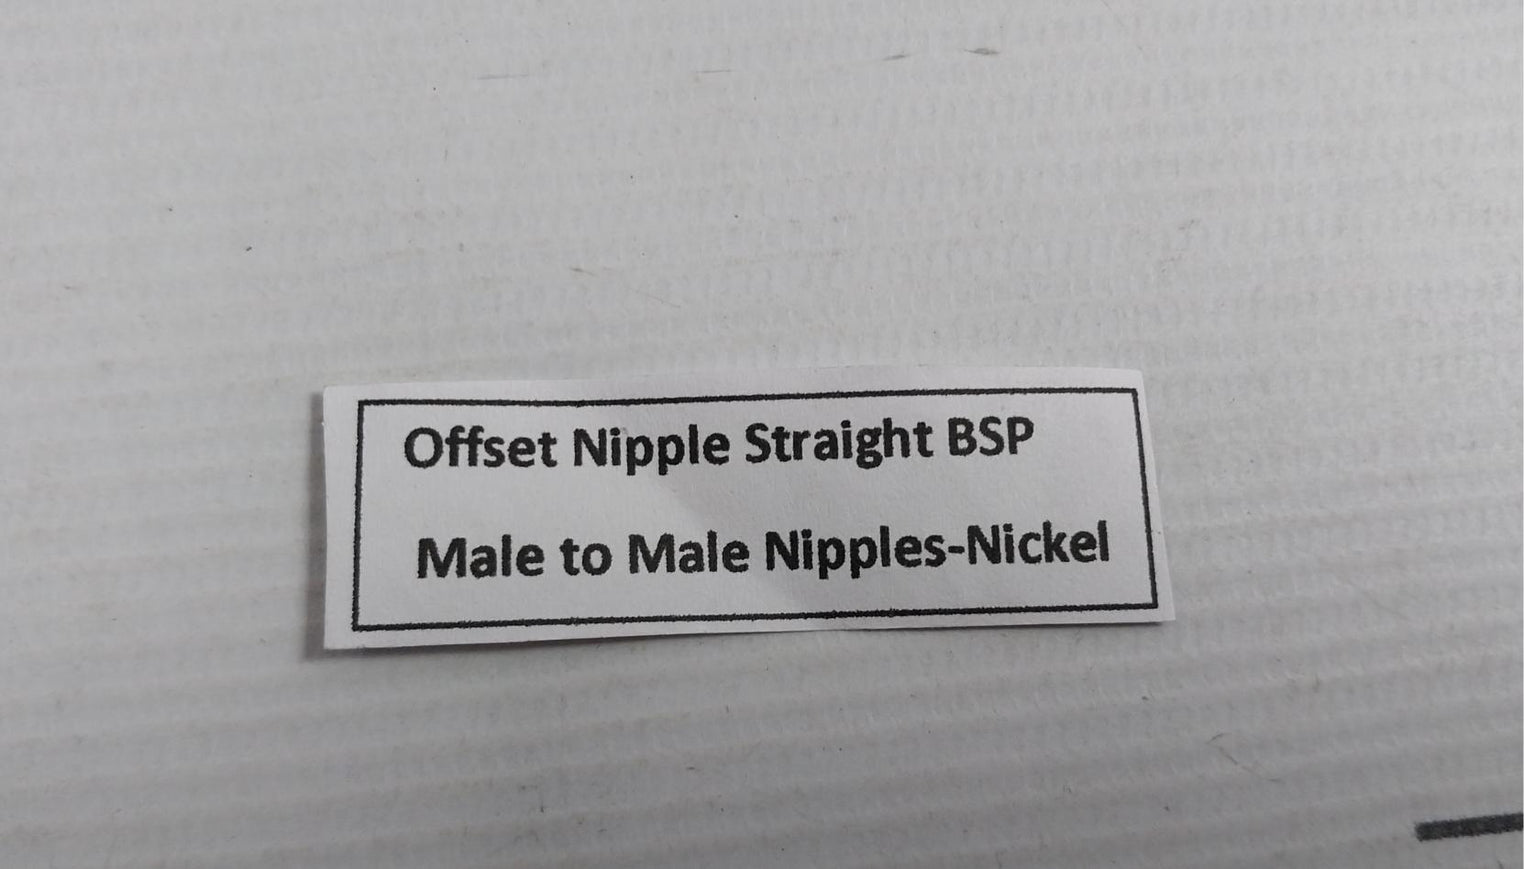 Offset Nipple Straight BSP
Male to Male Nipples-Nickel